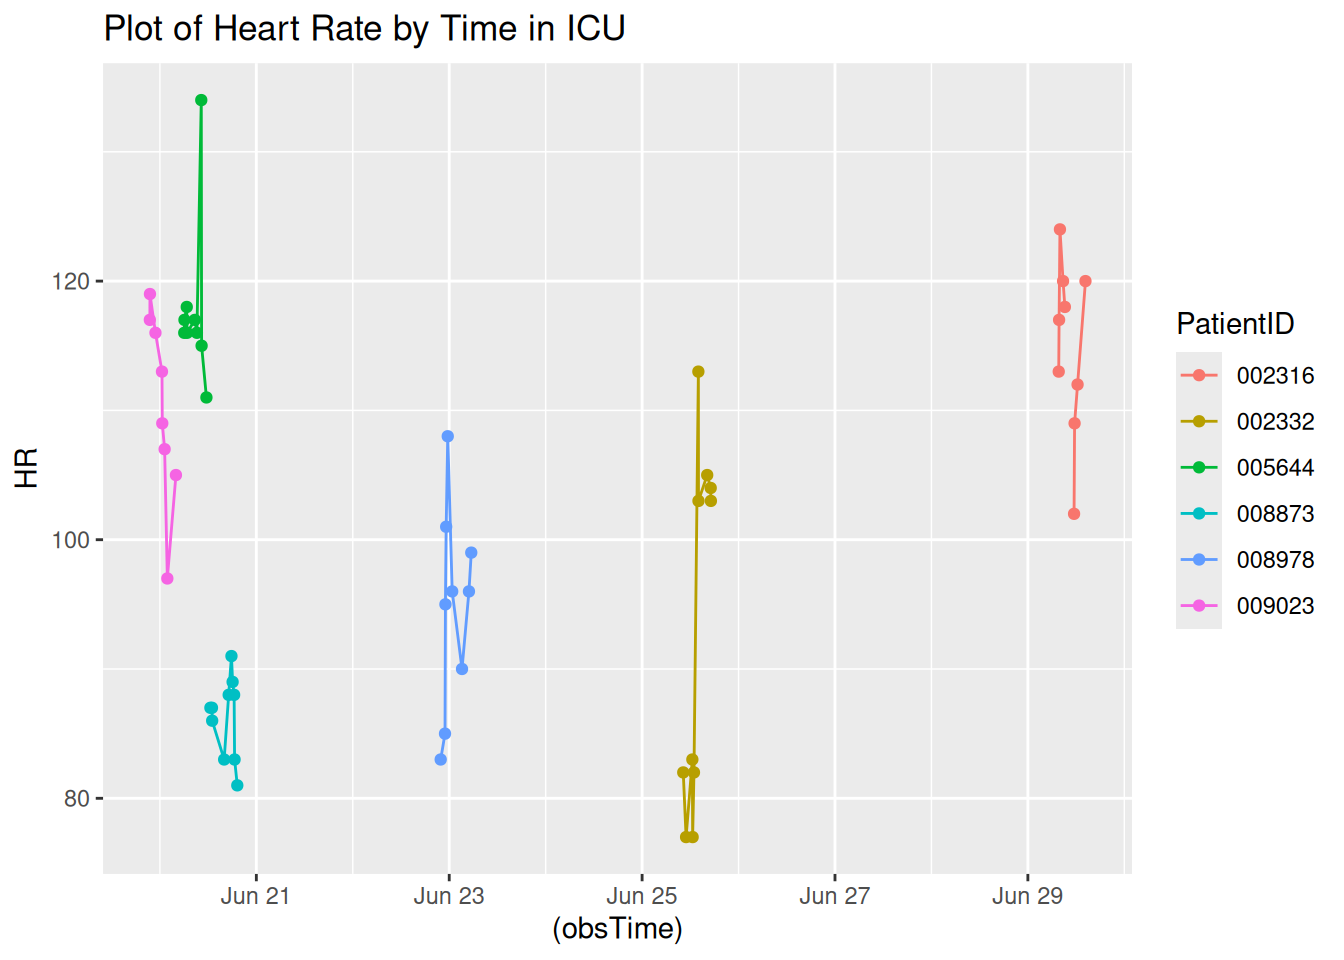 Plot of Heart Rate by Time in ICU
120
100
80
HR
Jun 21
Jun 23
Jun 25
Jun 27
Jun 29
(obsTime)
PatientID
002316
002332
005644
008873
008978
009023